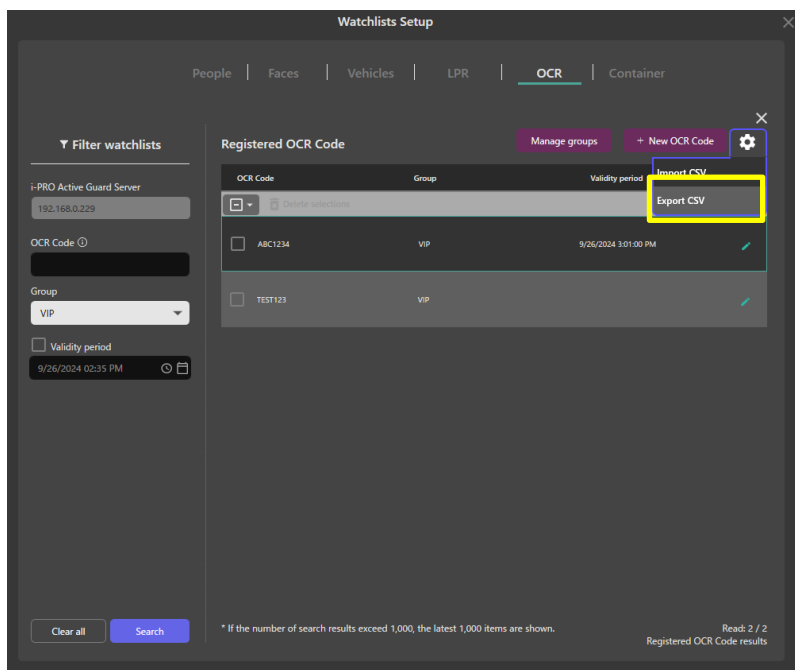 Watchlists Setup
People | Faces | Vehicles | LPR | OCR | Container
Filter watchlists
i-PRO Active Guard Server
192.168.0.229
OCR Code
Group
VIP
Validity period
9/26/2024 02:35 PM
Clear all
Search
Registered OCR Code
Manage groups
+ New OCR Code
Import CSV
Export CSV
OCR Code Group Validity period
Delete selections
ABC1234 VIP 9/26/2024 3:01:00 PM
TEST123 VIP
* If the number of search results exceed 1,000, the latest 1,000 items are shown.
Read: 2 / 2
Registered OCR Code results